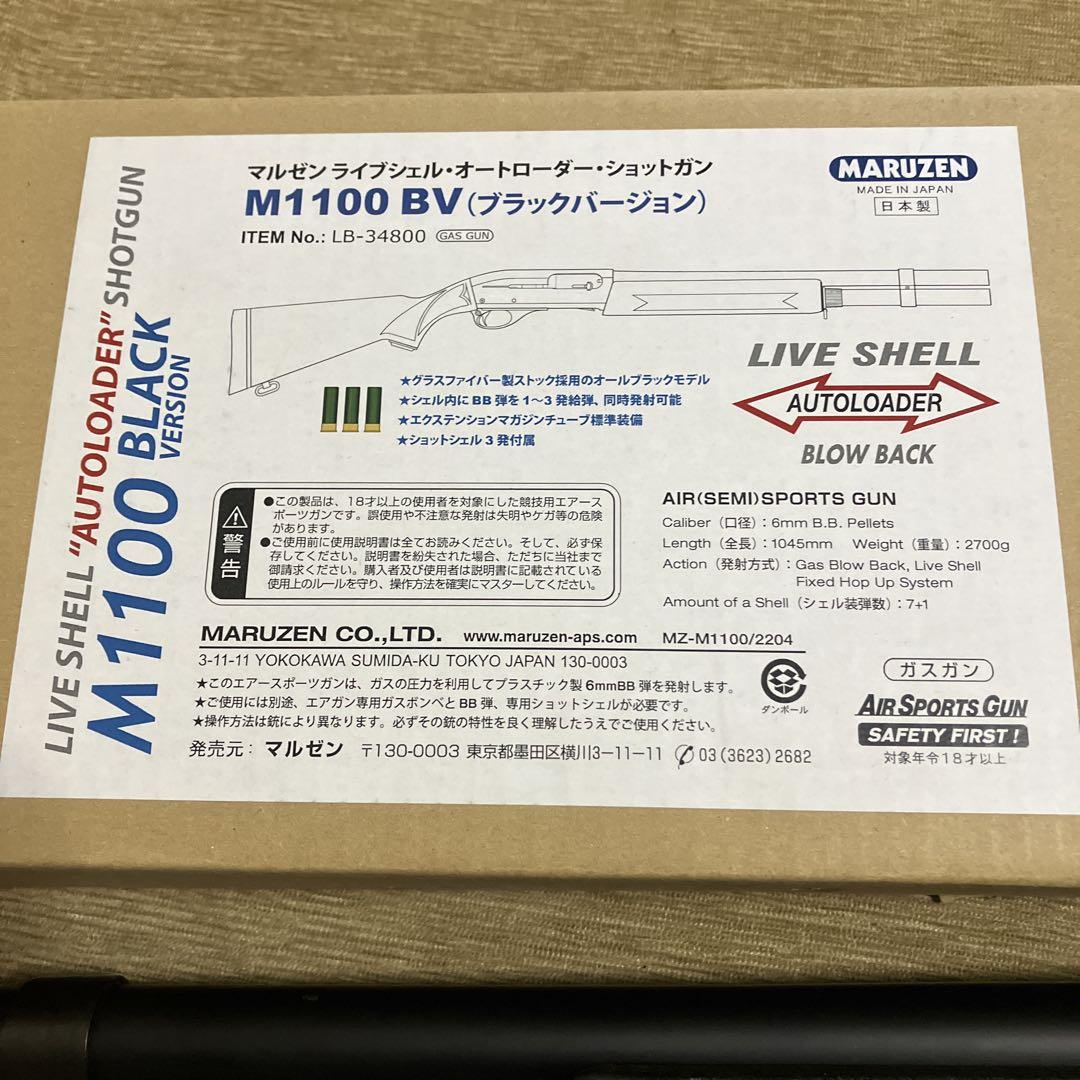 マルゼン ライブシェル・オートローダー・ショットガン
M1100 BV(ブラックバージョン)
ITEM No.: LB-34800 GAS GUN
MARUZEN
MADE IN JAPAN
日本製
LIVE SHELL "AUTOLOADER" SHOTGUN
M1100 BLACK VERSION
★グラスファイバー製ストック採用のオールブラックモデル
★シェル内にBB弾を1〜3発給弾、同時発射可能
★エクステンションマガジンチューブ標準装備
★ショットシェル3発付属
LIVE SHELL
AUTOLOADER
BLOW BACK
警告
●この製品は、18才以上の使用者を対象にした競技用エアース
ポーツガンです。誤使用や不注意な発射は失明やケガ等の危険
があります。
●ご使用前に使用説明書は全てお読みください。そして、必ず保
存してください。説明書を紛失された場合、ただちに当社まで
御請求ください。購入者及び使用者は説明書に記載されている
使用上のルールを守り、操作方法を確実にマスターしてください。
AIR(SEMI)SPORTS GUN
Caliber(口径):6mm B.B. Pellets
Length(全長):1045mm Weight(重量):2700g
Action(発射方式):Gas Blow Back, Live Shell
Fixed Hop Up System
Amount of a Shell(シェル装弾数):7+1
MARUZEN CO.,LTD. www.maruzen-aps.com MZ-M1100/2204
3-11-11 YOKOKAWA SUMIDA-KU TOKYO JAPAN 130-0003
★このエアースポーツガンは、ガスの圧力を利用してプラスチック製6mmBB弾を発射します。
★ご使用には別途、エアガン専用ガスボンベとBB弾、専用ショットシェルが必要です。
★操作方法は銃により異なります。必ずその銃の特性を良く理解したうえでご使用ください。
発売元:マルゼン 〒130-0003 東京都墨田区横川3-11-11 03(3623)2682
ダンボール
ガスガン
AIR SPORTS GUN
SAFETY FIRST!
対象年令18才以上